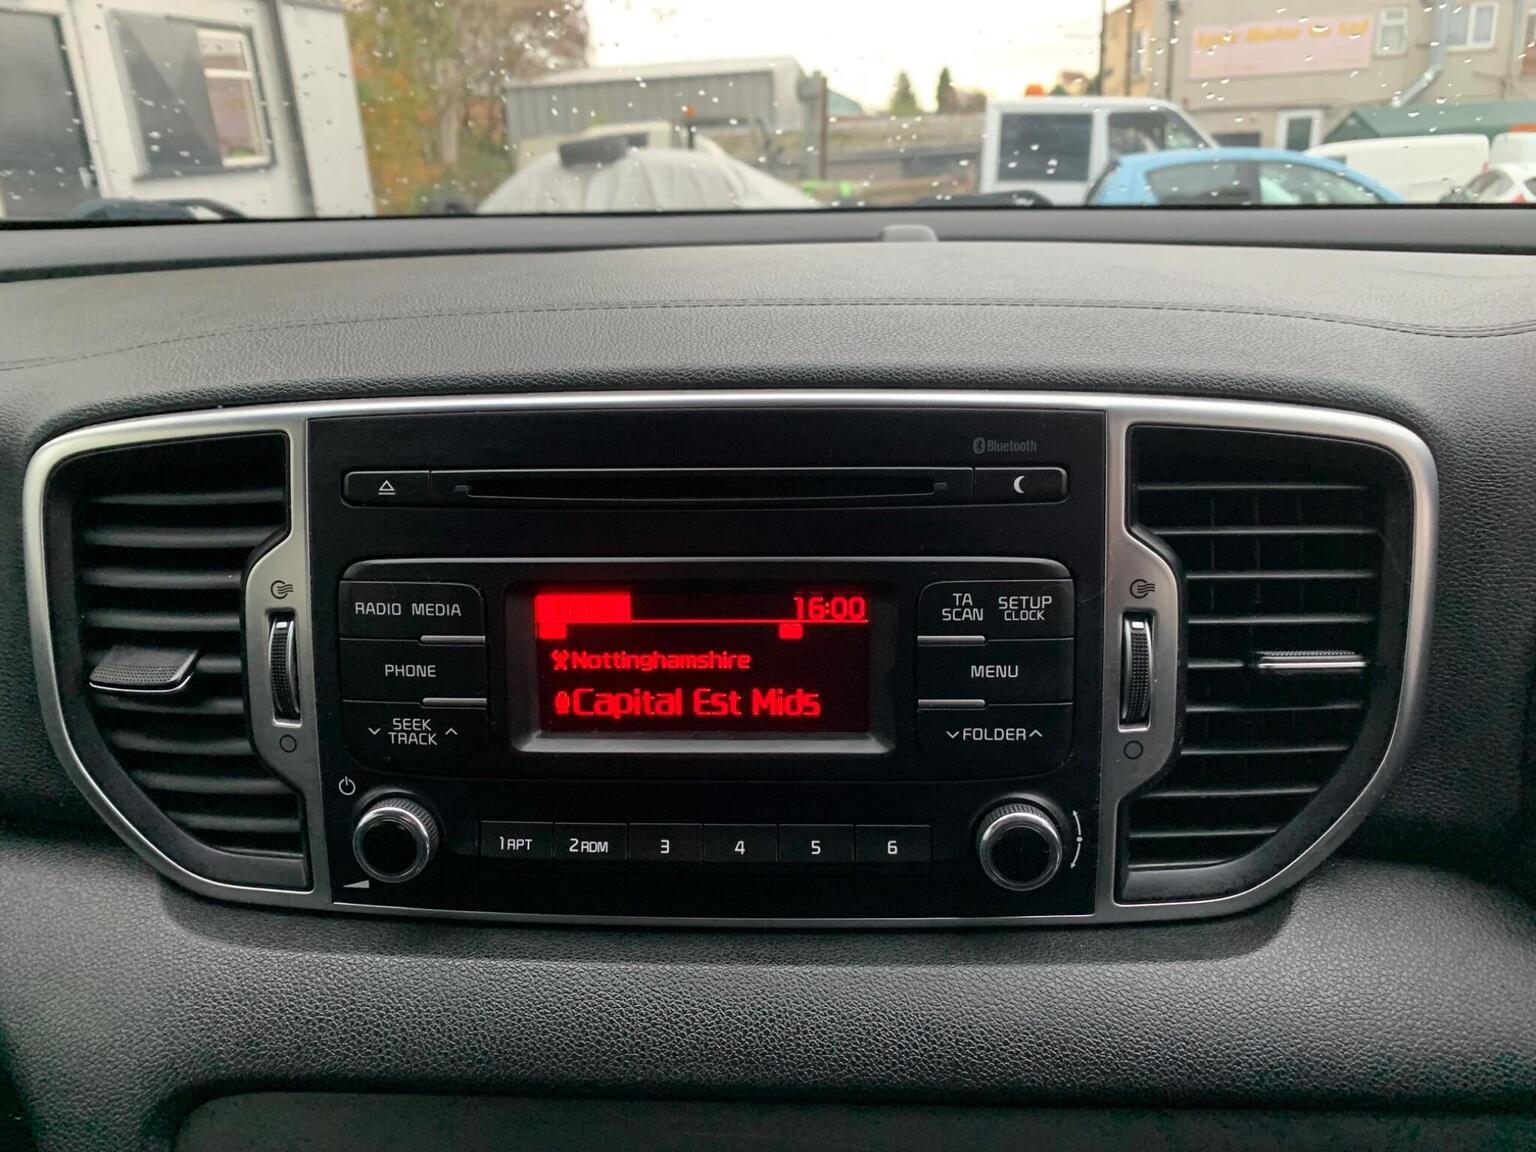 Bluetooth
RADIO MEDIA
16:00
TA SCAN
SETUP CLOCK
Nottinghamshire
PHONE
MENU
Capital Est Mids
SEEK TRACK
FOLDER
1 RPT
2 RDM
3
4
5
6